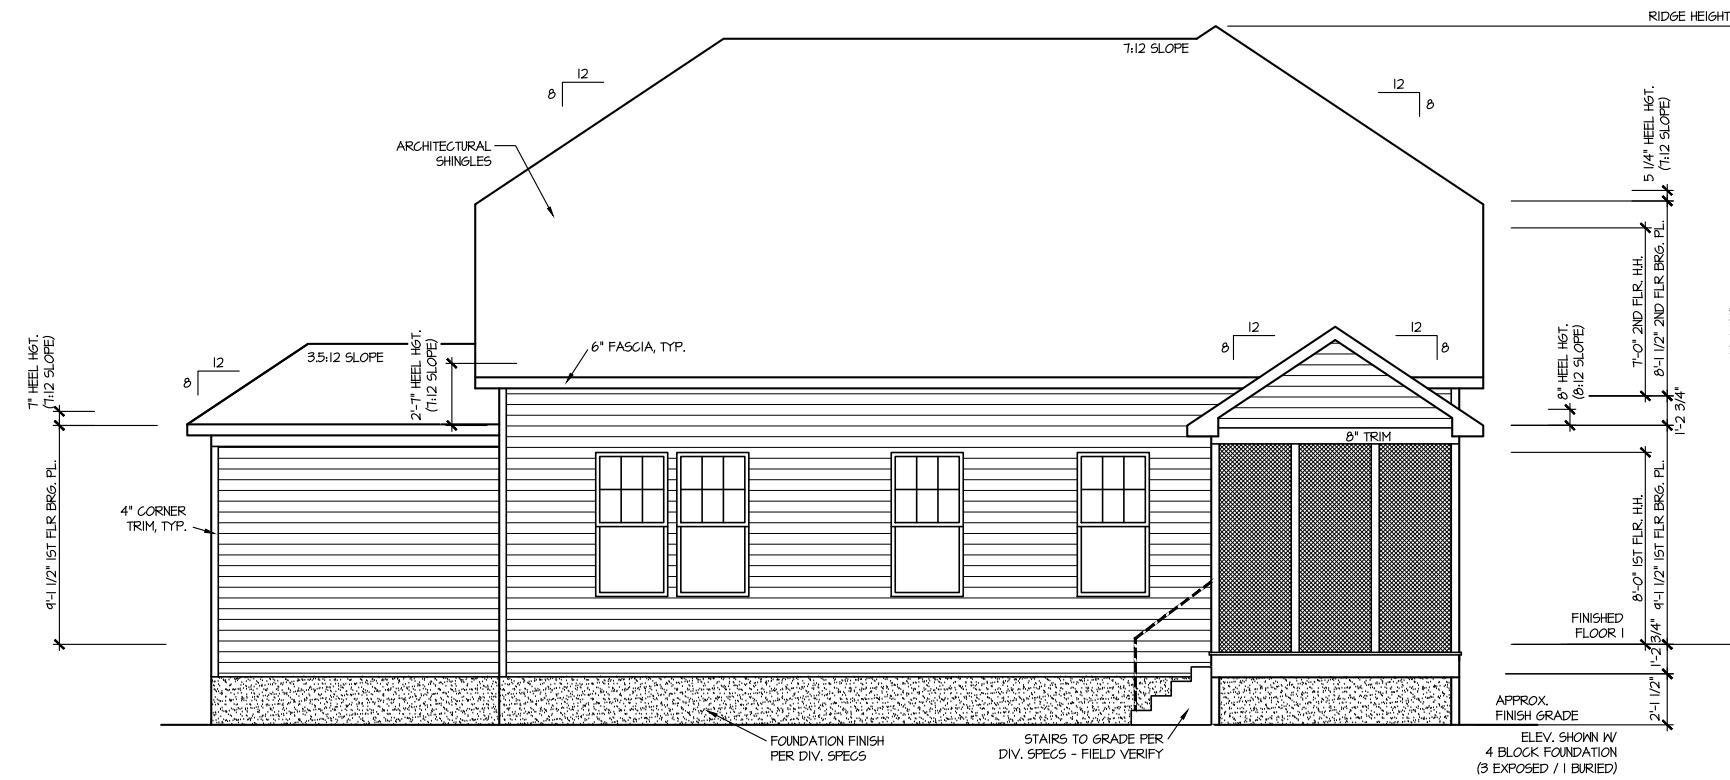 RIDGE HEIGHT
7:12 SLOPE
12
8
12
8
ARCHITECTURAL
SHINGLES
5 1/4" HEEL HGT.
(7:12 SLOPE)
7'-0" 2ND FLR. H.H.
8'-1 1/2" 2ND FLR BRG. PL.
6" FASCIA, TYP.
3.5:12 SLOPE
12
8
7" HEEL HGT.
(7:12 SLOPE)
2'-7" HEEL HGT.
(7:12 SLOPE)
12
8
12
8
8" HEEL HGT.
(8:12 SLOPE)
1'-2 3/4"
8" TRIM
9'-1 1/2" 1ST FLR BRG. PL.
4" CORNER
TRIM, TYP.
8'-0" 1ST FLR. H.H.
9'-1 1/2" 1ST FLR BRG. PL.
FINISHED
FLOOR 1
1'-2 3/4"
2'-1 1/2"
APPROX.
FINISH GRADE
FOUNDATION FINISH
PER DIV. SPECS
STAIRS TO GRADE PER
DIV. SPECS - FIELD VERIFY
ELEV. SHOWN W/
4 BLOCK FOUNDATION
(3 EXPOSED / 1 BURIED)